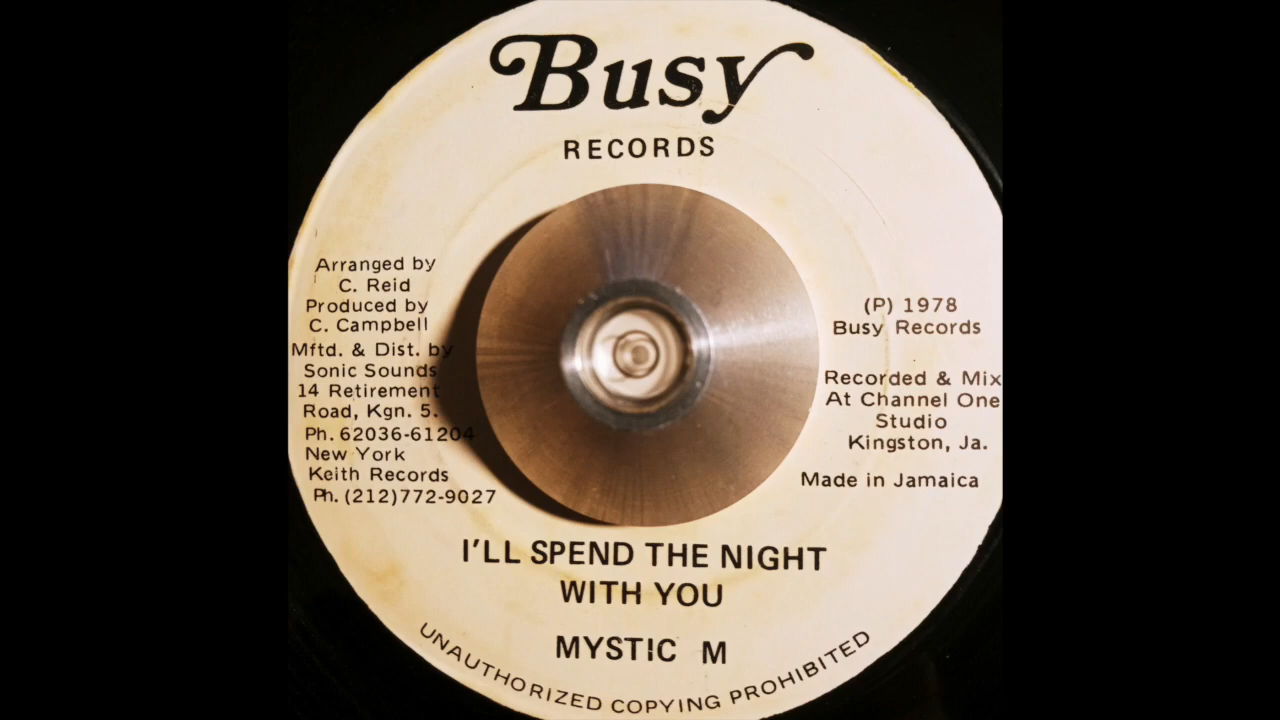 Busy
RECORDS
Arranged by
C. Reid
Produced by
C. Campbell
Mftd. & Dist. by
Sonic Sounds
14 Retirement
Road, Kgn. 5.
Ph. 62036-61204
New York
Keith Records
Ph. (212)772-9027
(P) 1978
Busy Records
Recorded & Mix
At Channel One
Studio
Kingston, Ja.
Made in Jamaica
I'LL SPEND THE NIGHT
WITH YOU
MYSTIC M
UNAUTHORIZED COPYING PROHIBITED